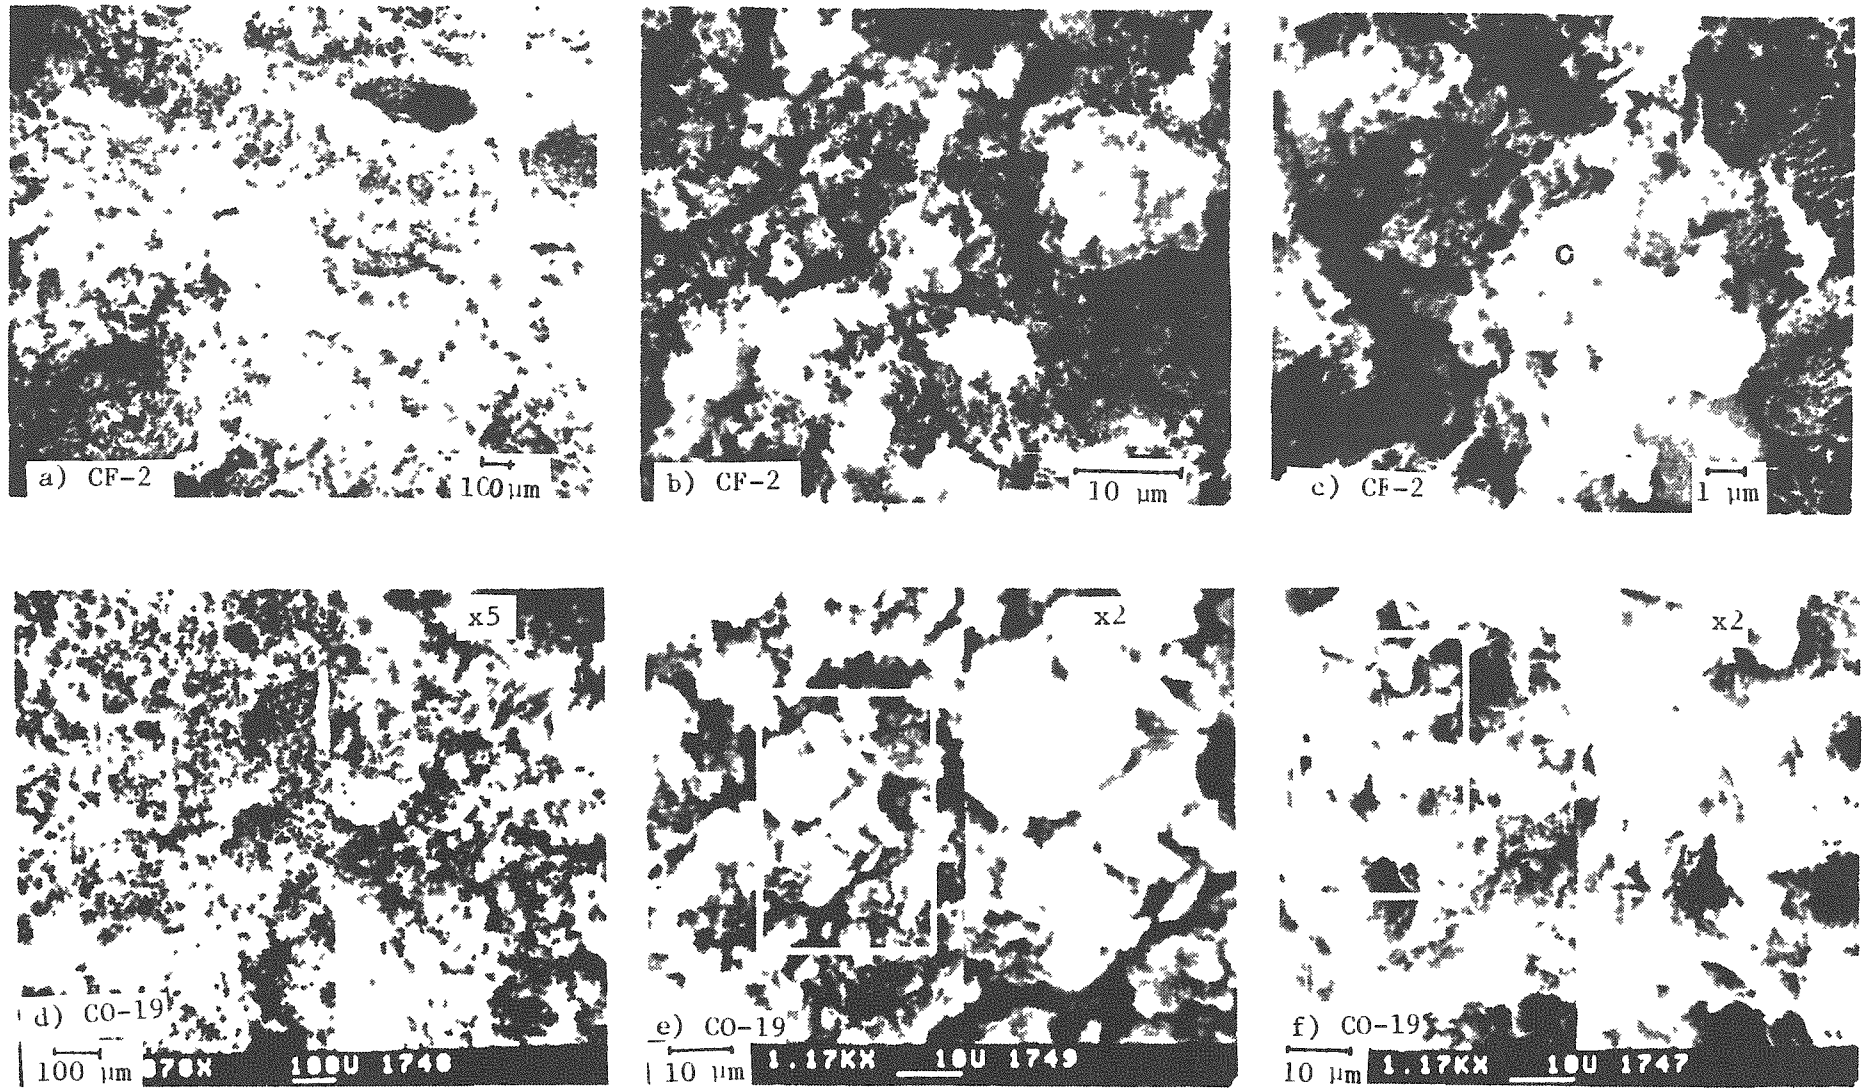 a) CF-2
100 µm
b) CF-2
10 µm
C
c) CF-2
1 µm
x5
d) CO-19
100 µm
070X 100U 1748
x2
e) CO-19
10 µm
1.17KX 10U 1749
x2
f) CO-19
10 µm
1.17KX 10U 1747